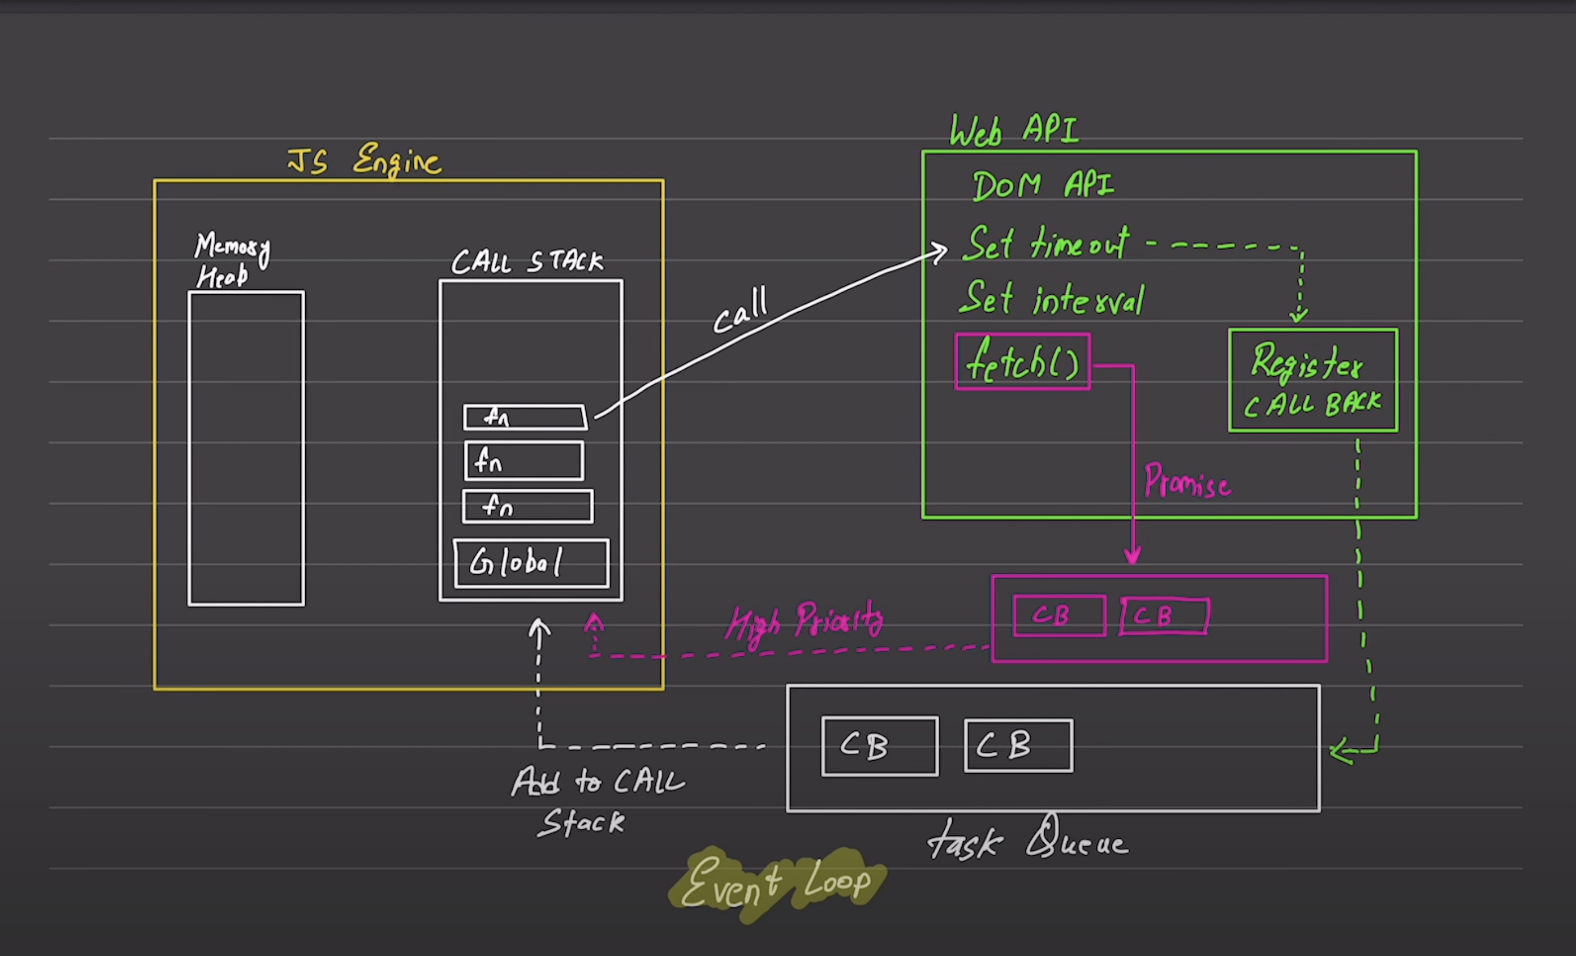 JS Engine
Memory
Heap
CALL STACK
fn
fn
fn
Global
call
Web API
DOM API
Set timeout
Set interval
fetch()
Register
CALL BACK
Promise
CB
CB
High Priority
CB
CB
Add to CALL
Stack
task Queue
Event Loop